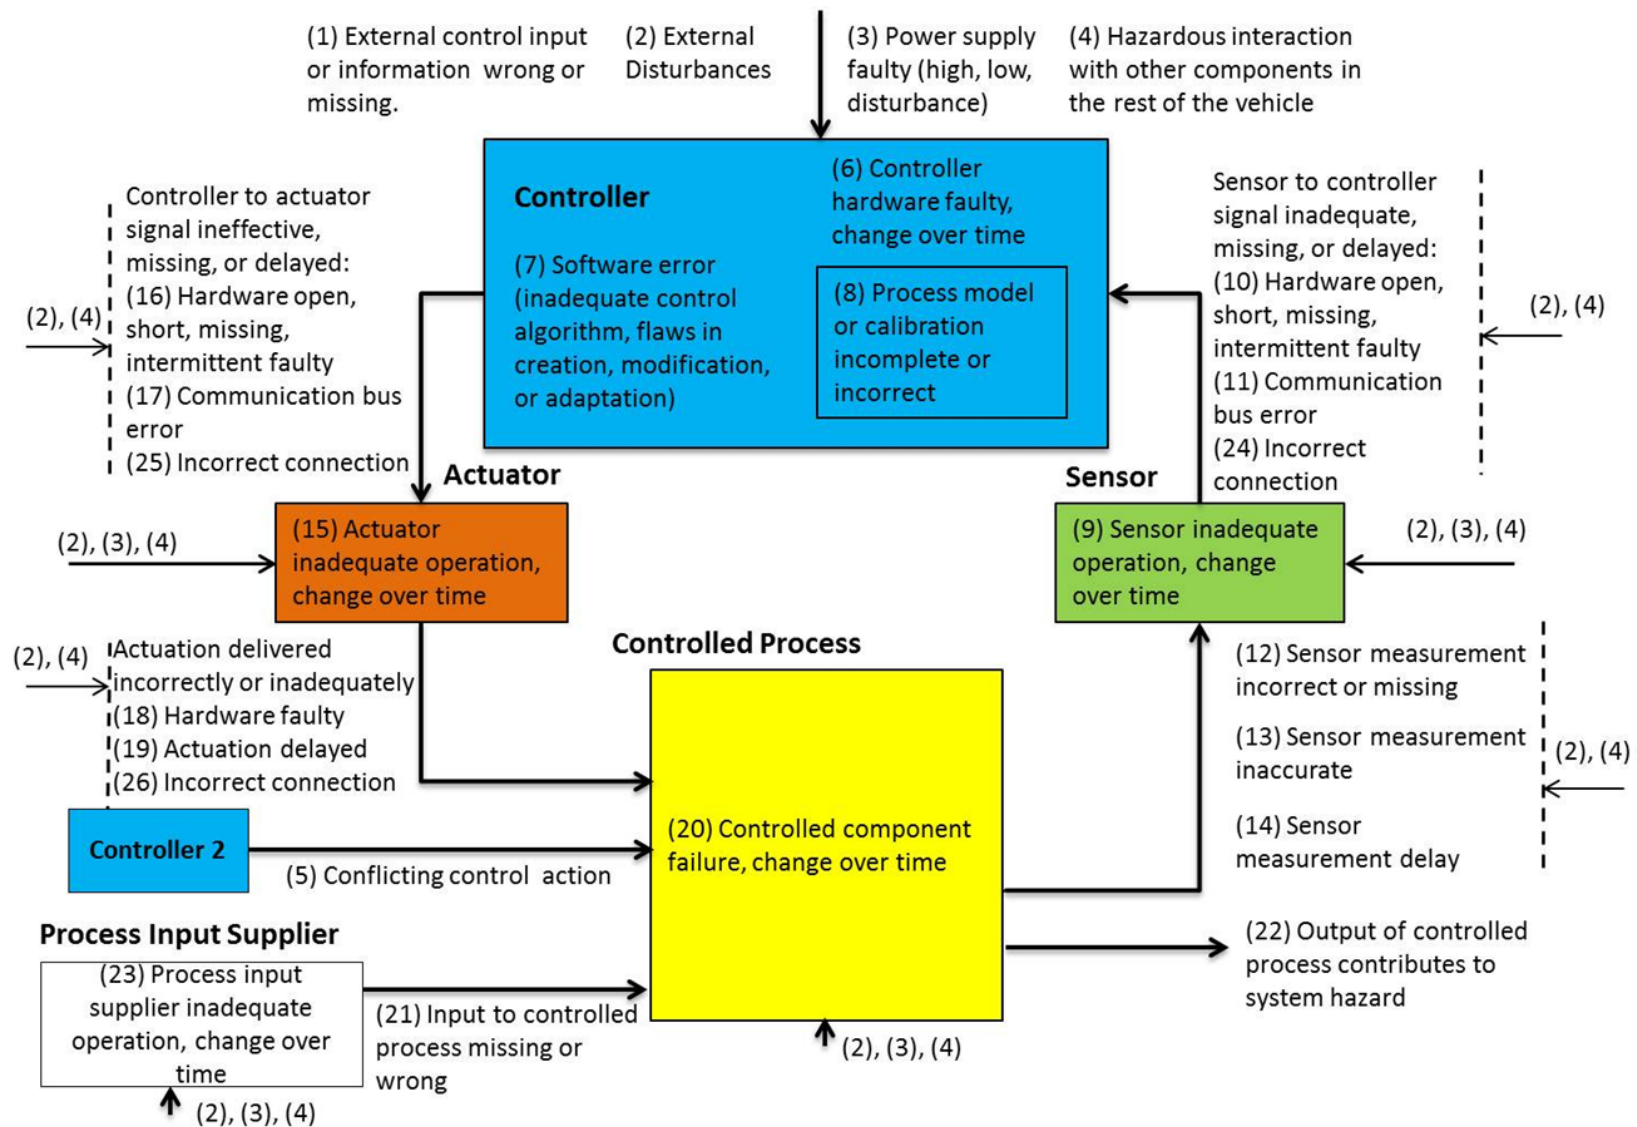 (1) External control input
or information wrong or
missing.
(2) External
Disturbances
(3) Power supply
faulty (high, low,
disturbance)
(4) Hazardous interaction
with other components in
the rest of the vehicle
Controller
(6) Controller
hardware faulty,
change over time
(7) Software error
(inadequate control
algorithm, flaws in
creation, modification,
or adaptation)
(8) Process model
or calibration
incomplete or
incorrect
Controller to actuator
signal ineffective,
missing, or delayed:
(16) Hardware open,
short, missing,
intermittent faulty
(17) Communication bus
error
(25) Incorrect connection
(2), (4)
Sensor to controller
signal inadequate,
missing, or delayed:
(10) Hardware open,
short, missing,
intermittent faulty
(11) Communication
bus error
(24) Incorrect
connection
(2), (4)
Actuator
(15) Actuator
inadequate operation,
change over time
(2), (3), (4)
Sensor
(9) Sensor inadequate
operation, change
over time
(2), (3), (4)
(2), (4)
Actuation delivered
incorrectly or inadequately
(18) Hardware faulty
(19) Actuation delayed
(26) Incorrect connection
Controlled Process
(20) Controlled component
failure, change over time
(2), (3), (4)
(12) Sensor measurement
incorrect or missing
(13) Sensor measurement
inaccurate
(14) Sensor
measurement delay
(2), (4)
Controller 2
(5) Conflicting control action
Process Input Supplier
(23) Process input
supplier inadequate
operation, change over
time
(2), (3), (4)
(21) Input to controlled
process missing or
wrong
(22) Output of controlled
process contributes to
system hazard